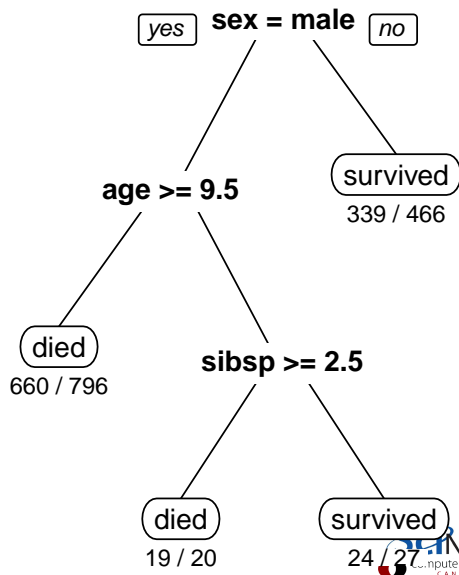 yes sex = male no
survived
339 / 466
age >= 9.5
died
660 / 796
sibsp >= 2.5
died survived
19 / 20 24 / 27